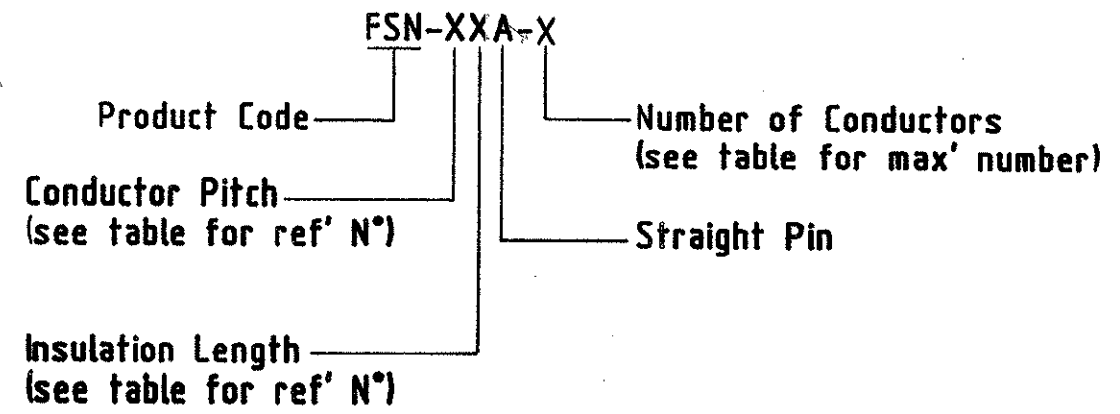 FSN-XXA-X
Product Code
Number of Conductors
(see table for max' number)
Conductor Pitch
(see table for ref' N°)
Straight Pin
Insulation Length
(see table for ref' N°)